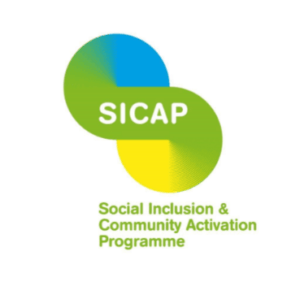 SICAP
Social Inclusion &
Community Activation
Programme